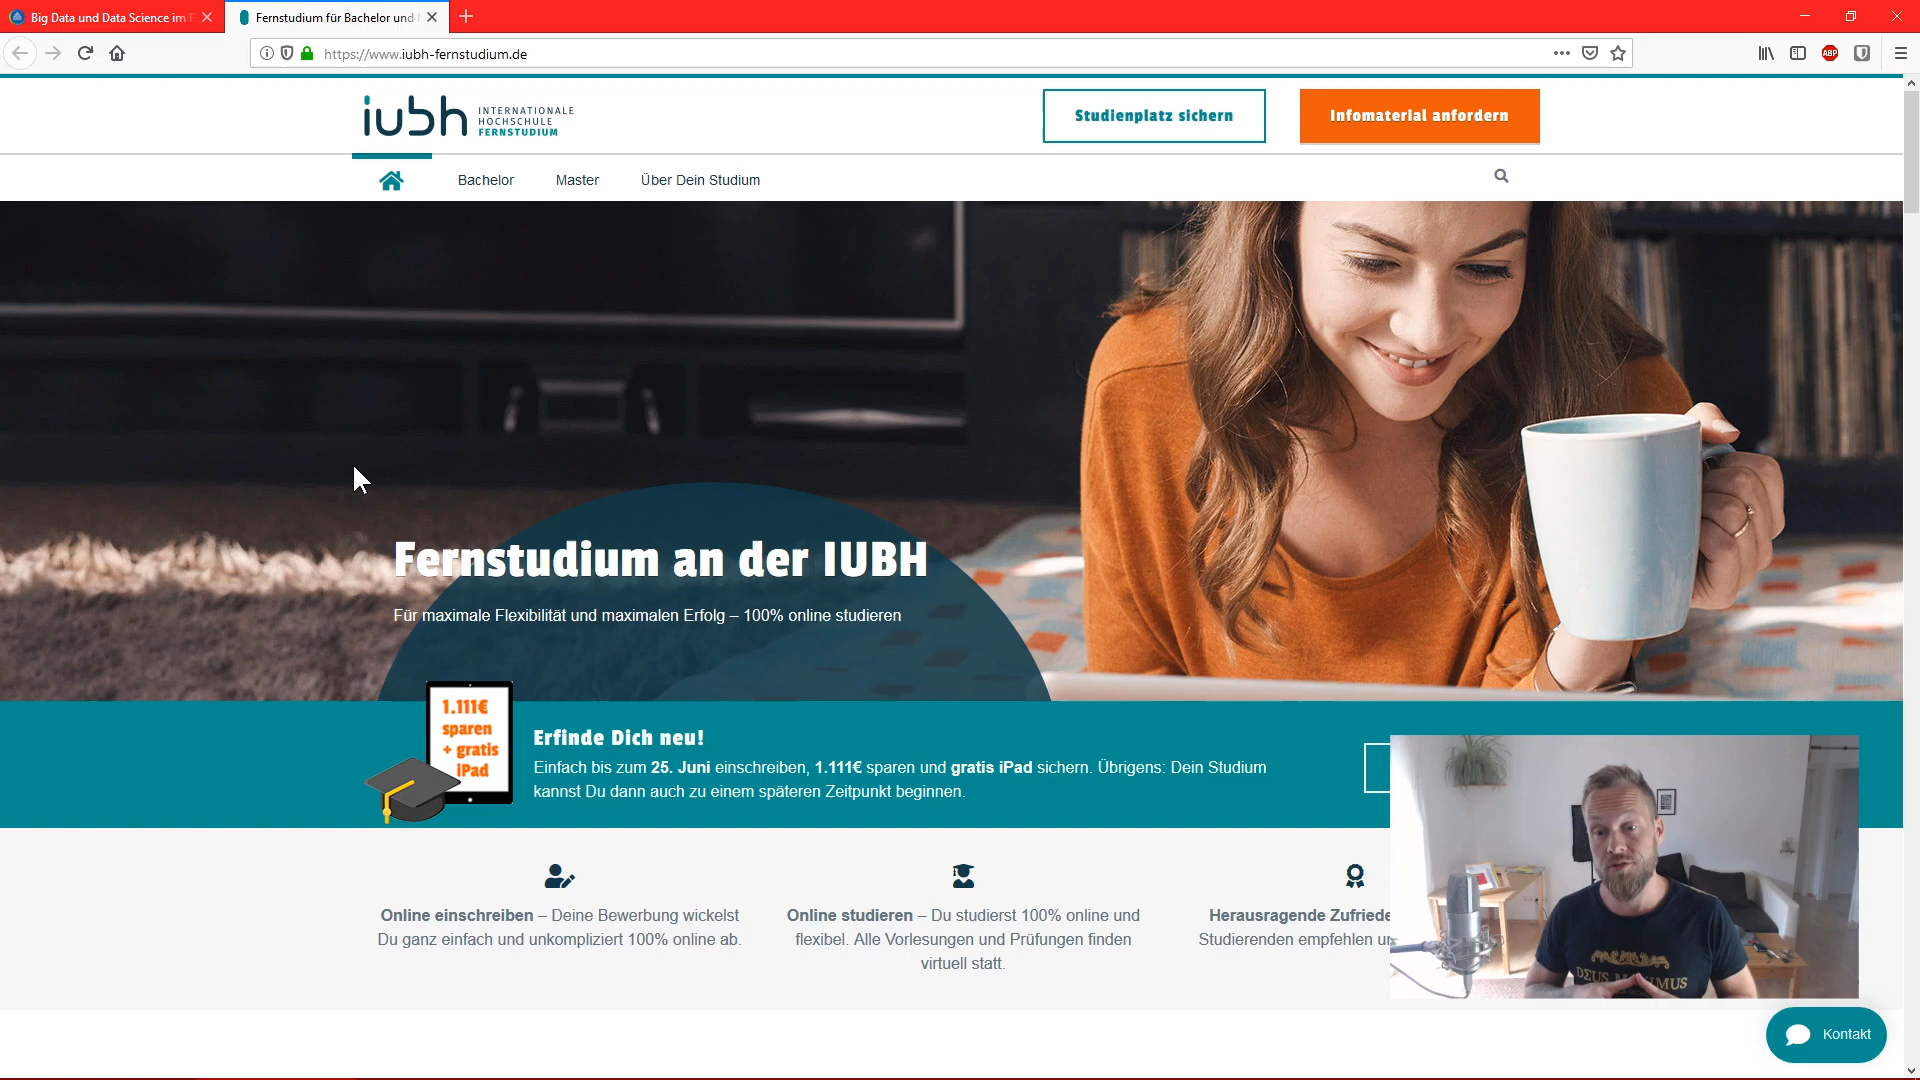 Big Data und Data Science im
Fernstudium für Bachelor und
https://www.iubh-fernstudium.de
ABP
iubh
INTERNATIONALE
HOCHSCHULE
FERNSTUDIUM
Studienplatz sichern
Infomaterial anfordern
Bachelor
Master
Über Dein Studium
Fernstudium an der IUBH
Für maximale Flexibilität und maximalen Erfolg – 100% online studieren
1.111€
sparen
+ gratis
iPad
Erfinde Dich neu!
Einfach bis zum 25. Juni einschreiben, 1.111€ sparen und gratis iPad sichern. Übrigens: Dein Studium
kannst Du dann auch zu einem späteren Zeitpunkt beginnen.
Online einschreiben – Deine Bewerbung wickelst
Du ganz einfach und unkompliziert 100% online ab.
Online studieren – Du studierst 100% online und
flexibel. Alle Vorlesungen und Prüfungen finden
virtuell statt.
Herausragende
Studierenden empfehlen
DEUS MAXIMUS
Kontakt